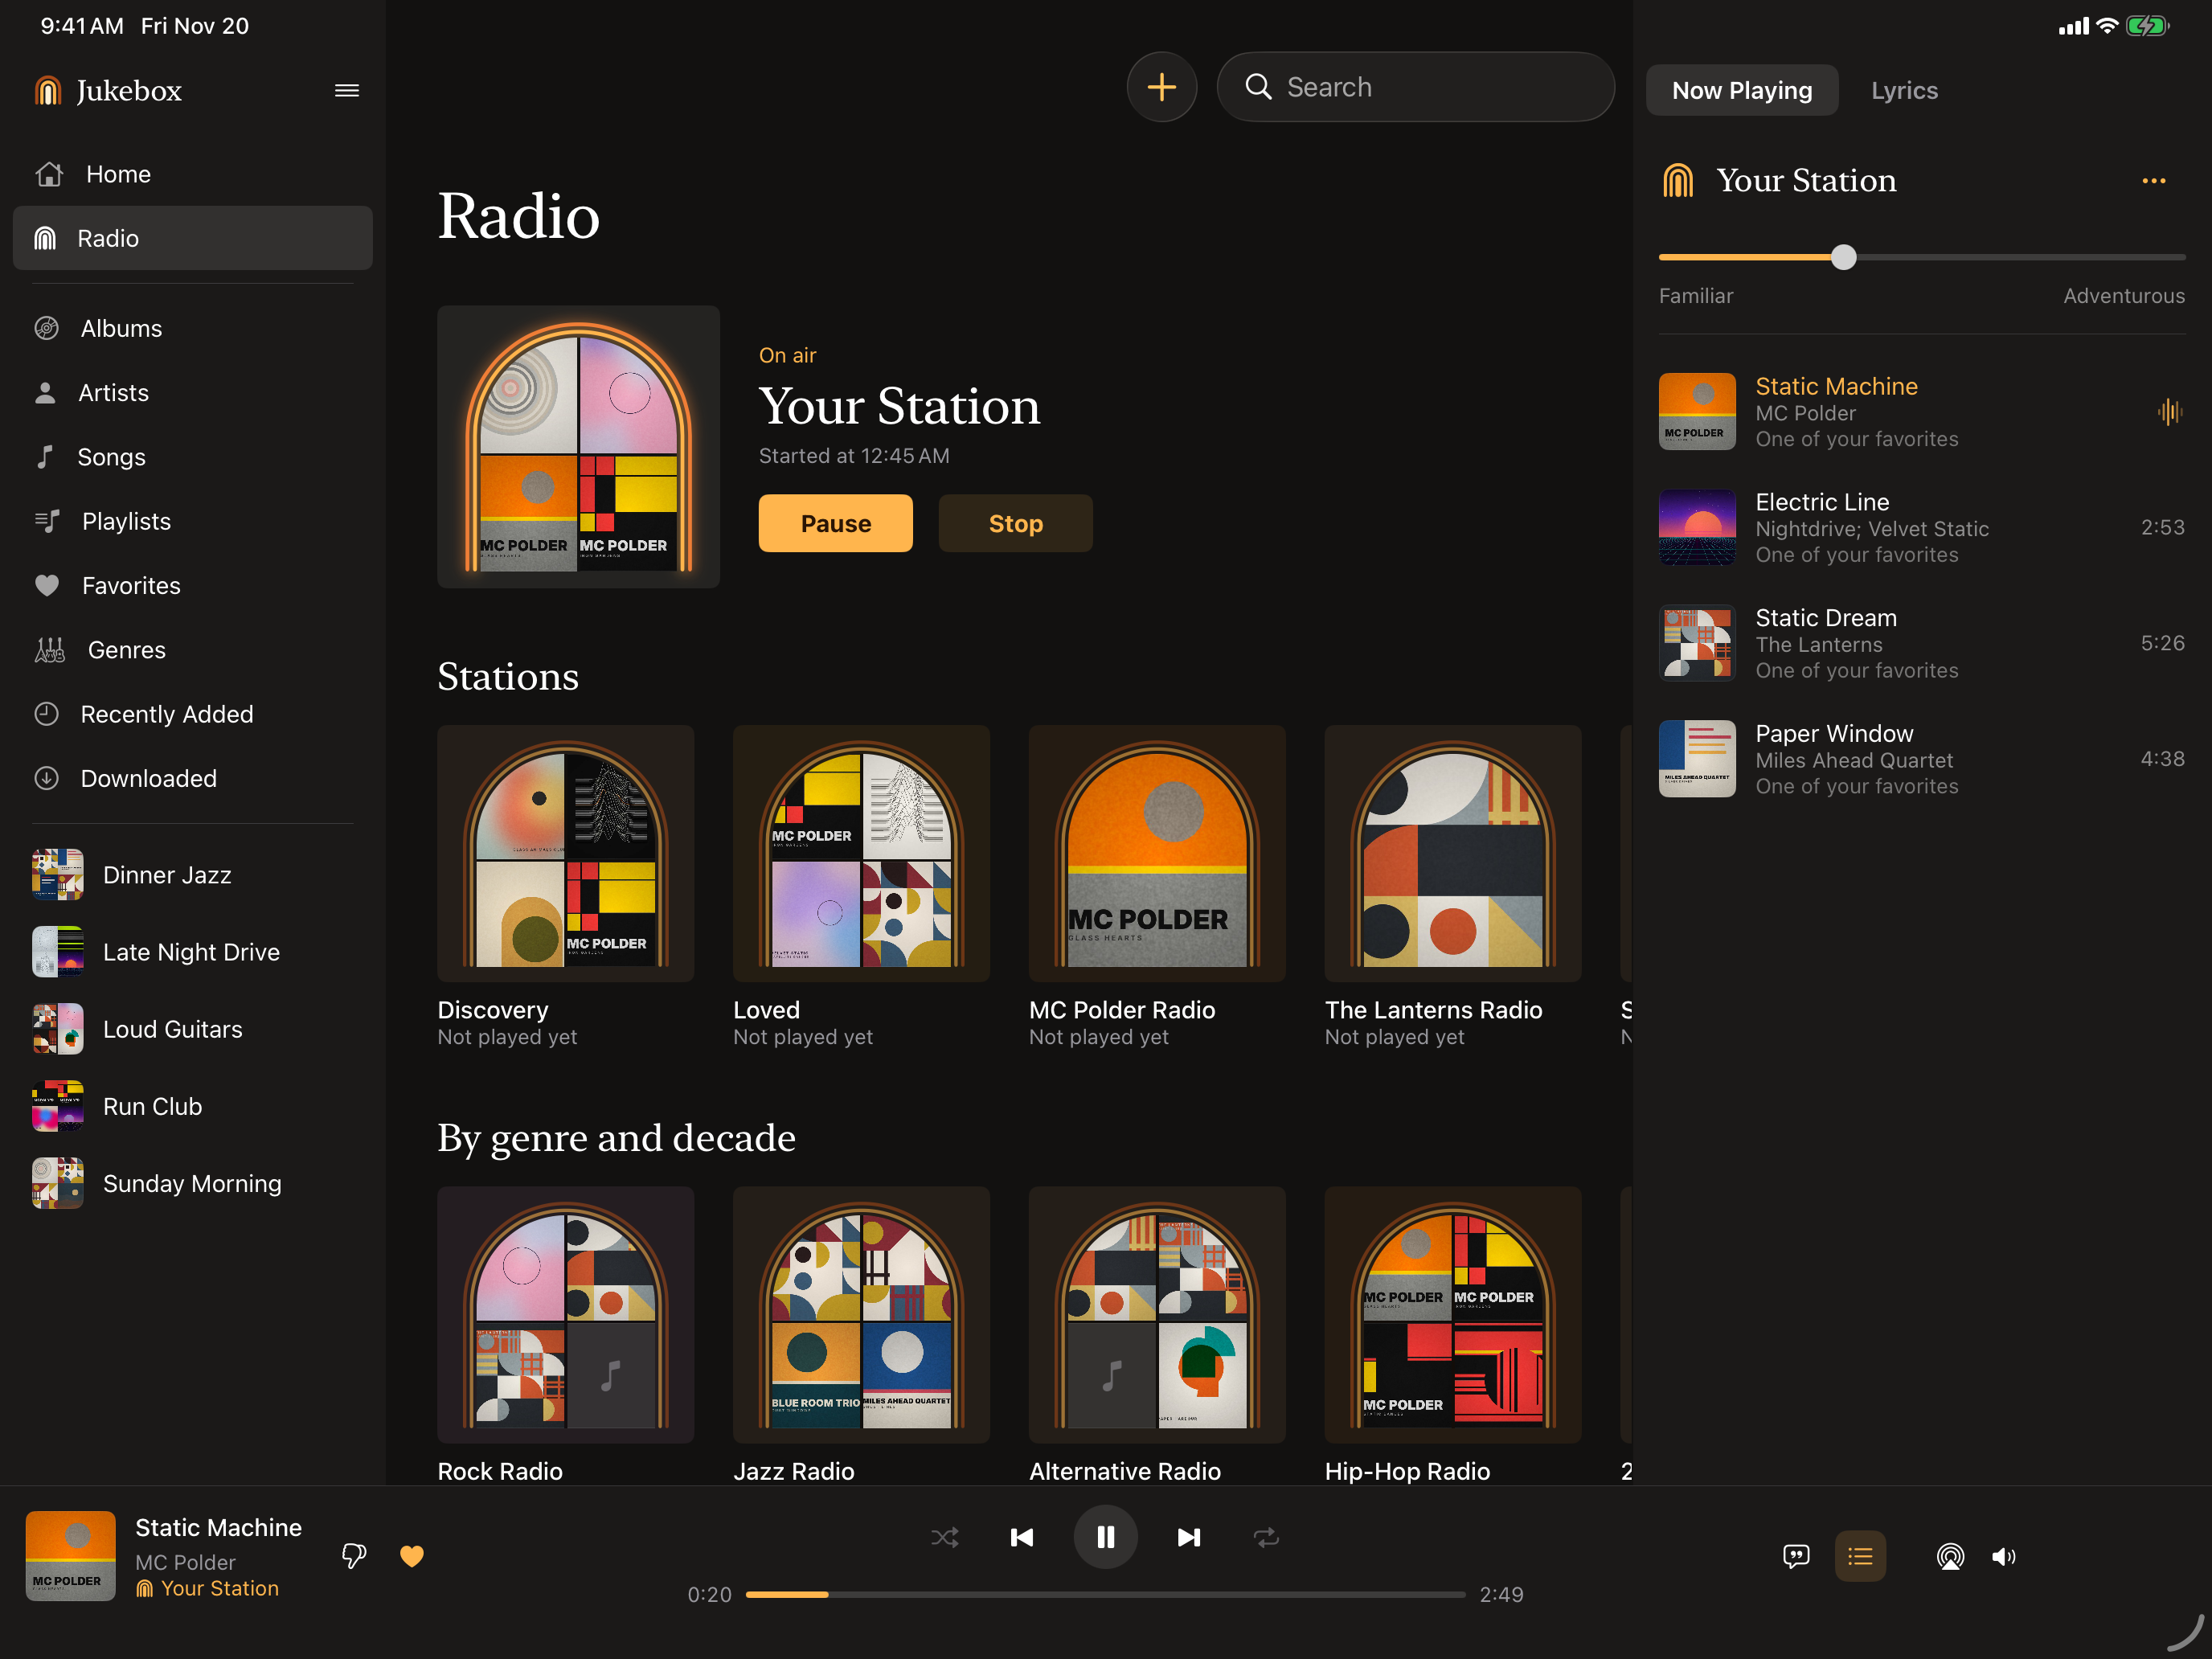 9:41 AM Fri Nov 20
Jukebox
Home
Radio
Albums
Artists
Songs
Playlists
Favorites
Genres
Recently Added
Downloaded
Dinner Jazz
Late Night Drive
Loud Guitars
Run Club
Sunday Morning
Search
Radio
MC POLDER
MC POLDER
On air
Your Station
Started at 12:45 AM
Pause
Stop
Stations
MC POLDER
MC POLDER
MC POLDER
GLASS HEARTS
Discovery
Not played yet
Loved
Not played yet
MC Polder Radio
Not played yet
The Lanterns Radio
Not played yet
By genre and decade
BLUE ROOM TRIO
MILES AHEAD QUARTET
MC POLDER
MC POLDER
MC POLDER
Rock Radio
Jazz Radio
Alternative Radio
Hip-Hop Radio
2
Now Playing
Lyrics
Your Station
Familiar
Adventurous
MC POLDER
Static Machine
MC Polder
One of your favorites
Electric Line
Nightdrive; Velvet Static
One of your favorites
2:53
Static Dream
The Lanterns
One of your favorites
5:26
MILES AHEAD QUARTET
Paper Window
Miles Ahead Quartet
One of your favorites
4:38
MC POLDER
Static Machine
MC Polder
Your Station
0:20
2:49